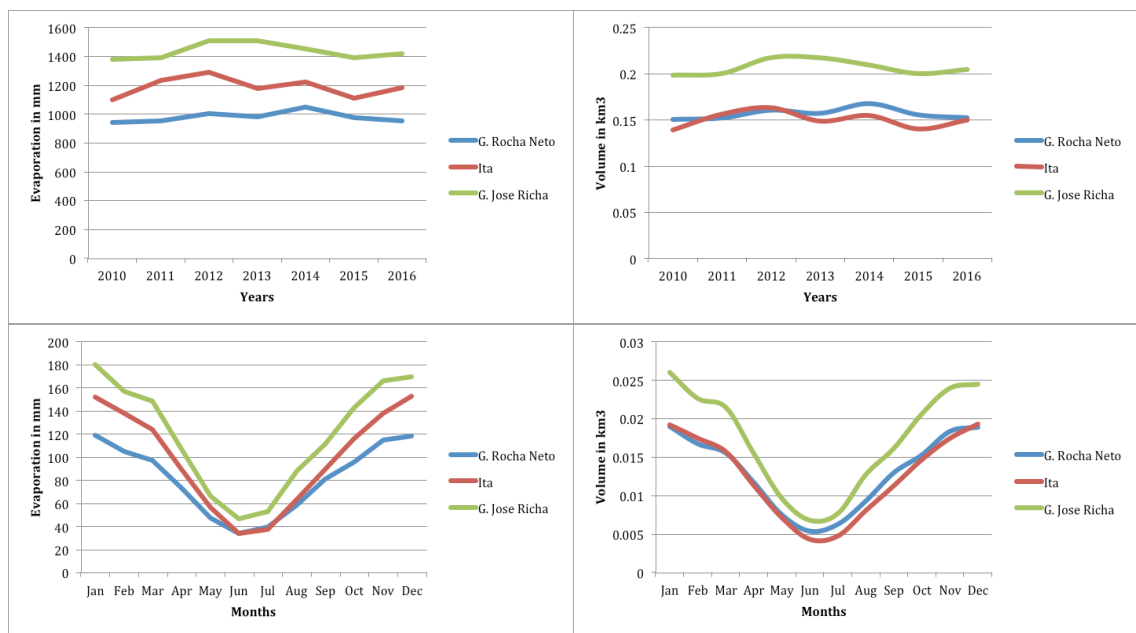 Evaporation in mm
1600
1400
1200
1000
800
600
400
200
0
2010 2011 2012 2013 2014 2015 2016
Years
G. Rocha Neto
Ita
G. Jose Richa
Volume in km3
0.25
0.2
0.15
0.1
0.05
0
2010 2011 2012 2013 2014 2015 2016
Years
G. Rocha Neto
Ita
G. Jose Richa
Evaporation in mm
200
180
160
140
120
100
80
60
40
20
0
Jan Feb Mar Apr May Jun Jul Aug Sep Oct Nov Dec
Months
G. Rocha Neto
Ita
G. Jose Richa
Volume in km3
0.03
0.025
0.02
0.015
0.01
0.005
0
Jan Feb Mar Apr May Jun Jul Aug Sep Oct Nov Dec
Months
G. Rocha Neto
Ita
G. Jose Richa